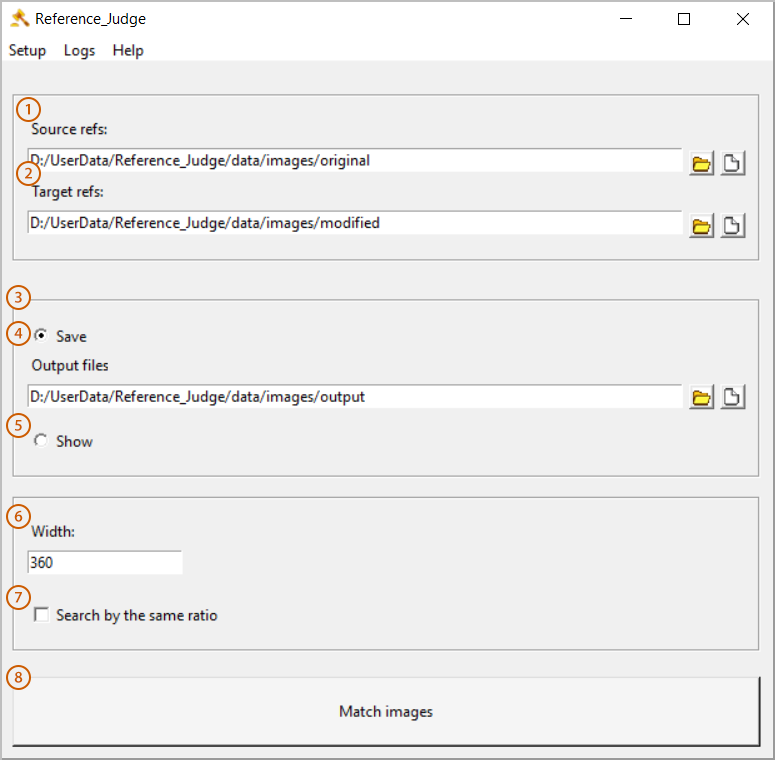 Reference_Judge
Setup Logs Help
1
Source refs:
D:/UserData/Reference_Judge/data/images/original
2
Target refs:
D:/UserData/Reference_Judge/data/images/modified
3
4 Save
Output files
D:/UserData/Reference_Judge/data/images/output
5
Show
6
Width:
360
7
Search by the same ratio
8
Match images